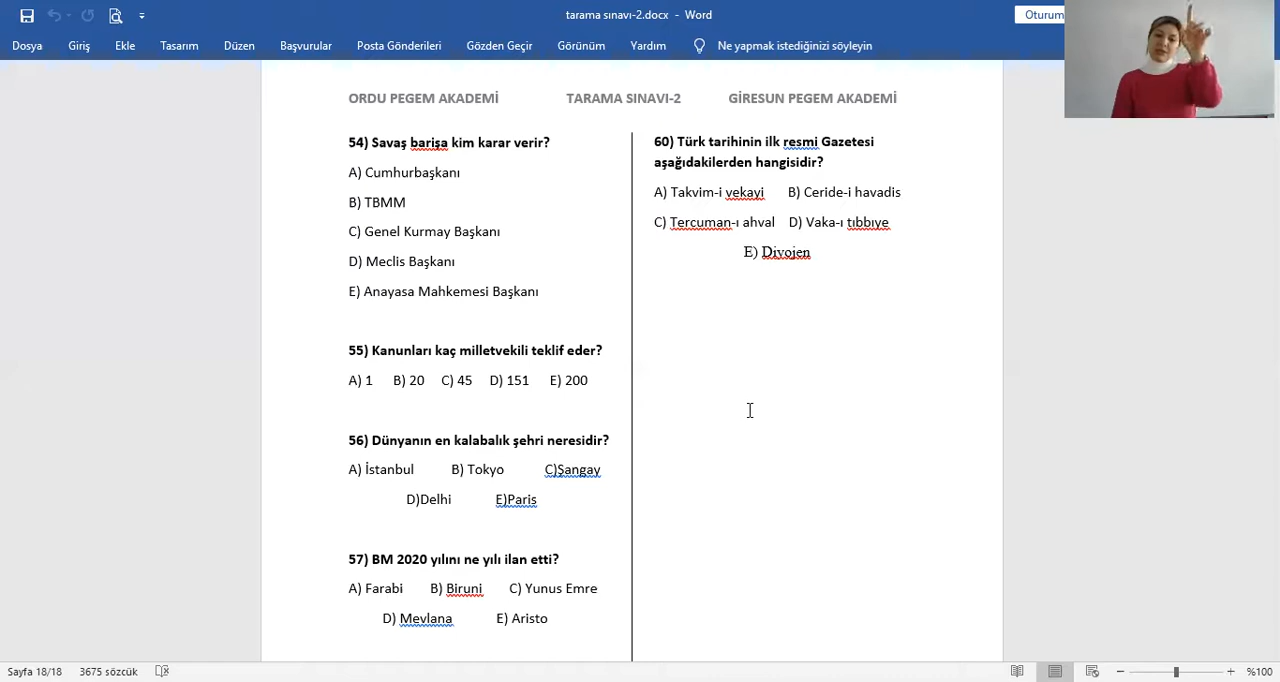 tarama sınavı-2.docx - Word
Oturum
Dosya Giriş Ekle Tasarım Düzen Başvurular Posta Gönderileri Gözden Geçir Görünüm Yardım Ne yapmak istediğinizi söyleyin
ORDU PEGEM AKADEMİ TARAMA SINAVI-2 GİRESUN PEGEM AKADEMİ
54) Savaş barişa kim karar verir?
A) Cumhurbaşkanı
B) TBMM
C) Genel Kurmay Başkanı
D) Meclis Başkanı
E) Anayasa Mahkemesi Başkanı
55) Kanunları kaç milletvekili teklif eder?
A) 1 B) 20 C) 45 D) 151 E) 200
56) Dünyanın en kalabalık şehri neresidir?
A) İstanbul B) Tokyo C)Şangay
D)Delhi E)Paris
57) BM 2020 yılını ne yılı ilan etti?
A) Farabi B) Biruni C) Yunus Emre
D) Mevlana E) Aristo
60) Türk tarihinin ilk resmi Gazetesi
aşağıdakilerden hangisidir?
A) Takvim-i vekayi B) Ceride-i havadis
C) Tercuman-ı ahval D) Vaka-ı tıbbıye
E) Divojen
Sayfa 18/18 3675 sözcük %100